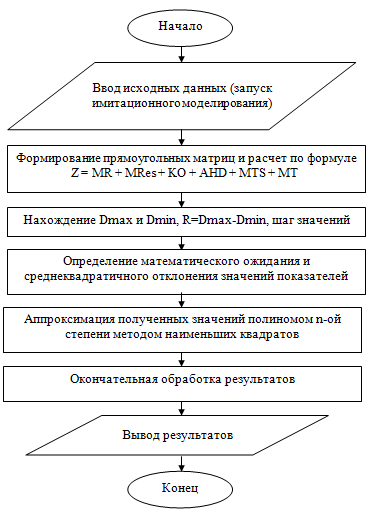 Начало
Ввод исходных данных (запуск
имитационного моделирования)
Формирование прямоугольных матриц и расчет по формуле
Z = MR + MRes + KO + AHD + MTS + MT
Нахождение Dmax и Dmin, R=Dmax-Dmin, шаг значений
Определение математического ожидания и
среднеквадратичного отклонения значений показателей
Аппроксимация полученных значений полиномом n-ой
степени методом наименьших квадратов
Окончательная обработка результатов
Вывод результатов
Конец